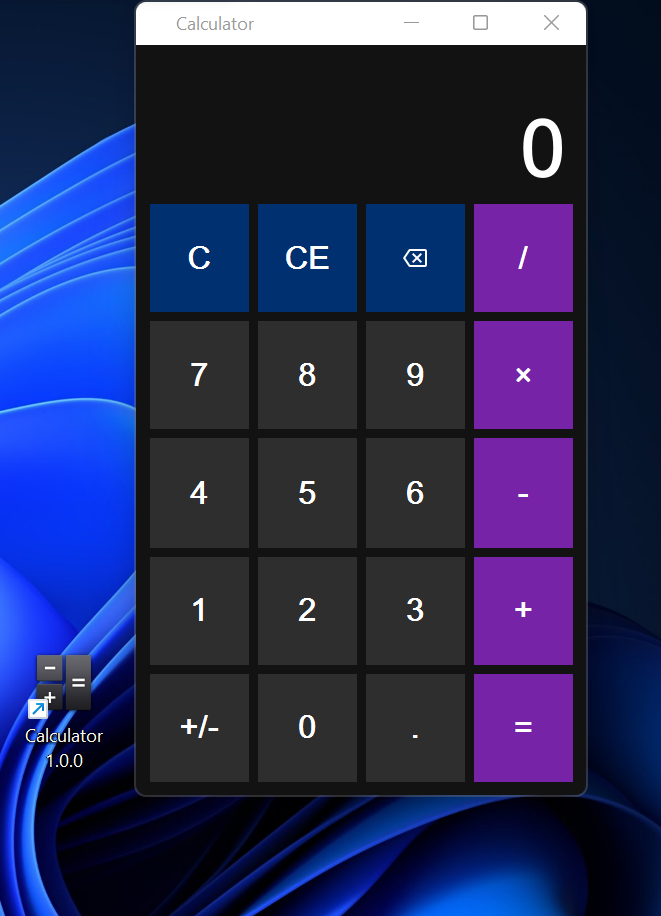 Calculator
0
C CE /
7 8 9 ×
4 5 6 -
1 2 3 +
+/- 0 . =
Calculator
1.0.0